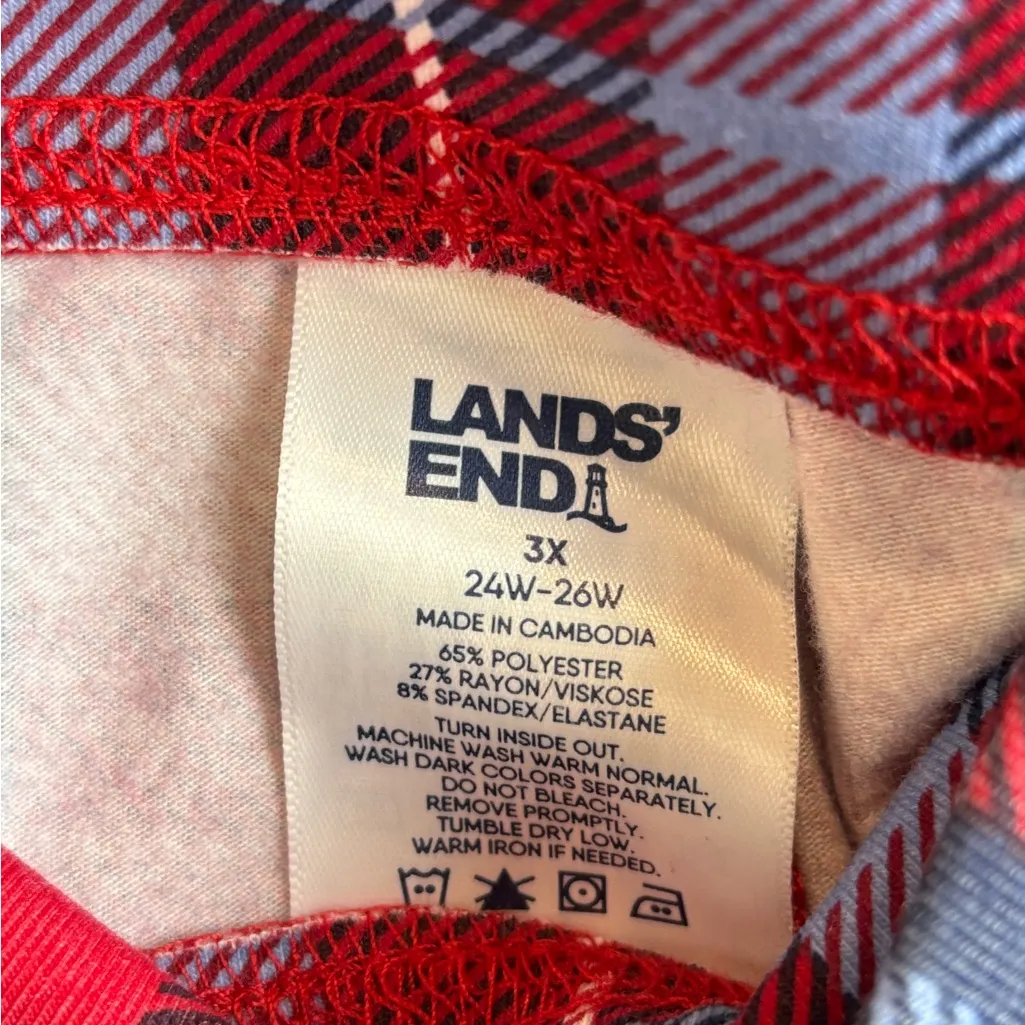 LANDS'
END
3X
24W-26W
MADE IN CAMBODIA
65% POLYESTER
27% RAYON/VISKOSE
8% SPANDEX/ELASTANE
TURN INSIDE OUT.
MACHINE WASH WARM NORMAL.
WASH DARK COLORS SEPARATELY.
DO NOT BLEACH.
REMOVE PROMPTLY.
TUMBLE DRY LOW.
WARM IRON IF NEEDED.